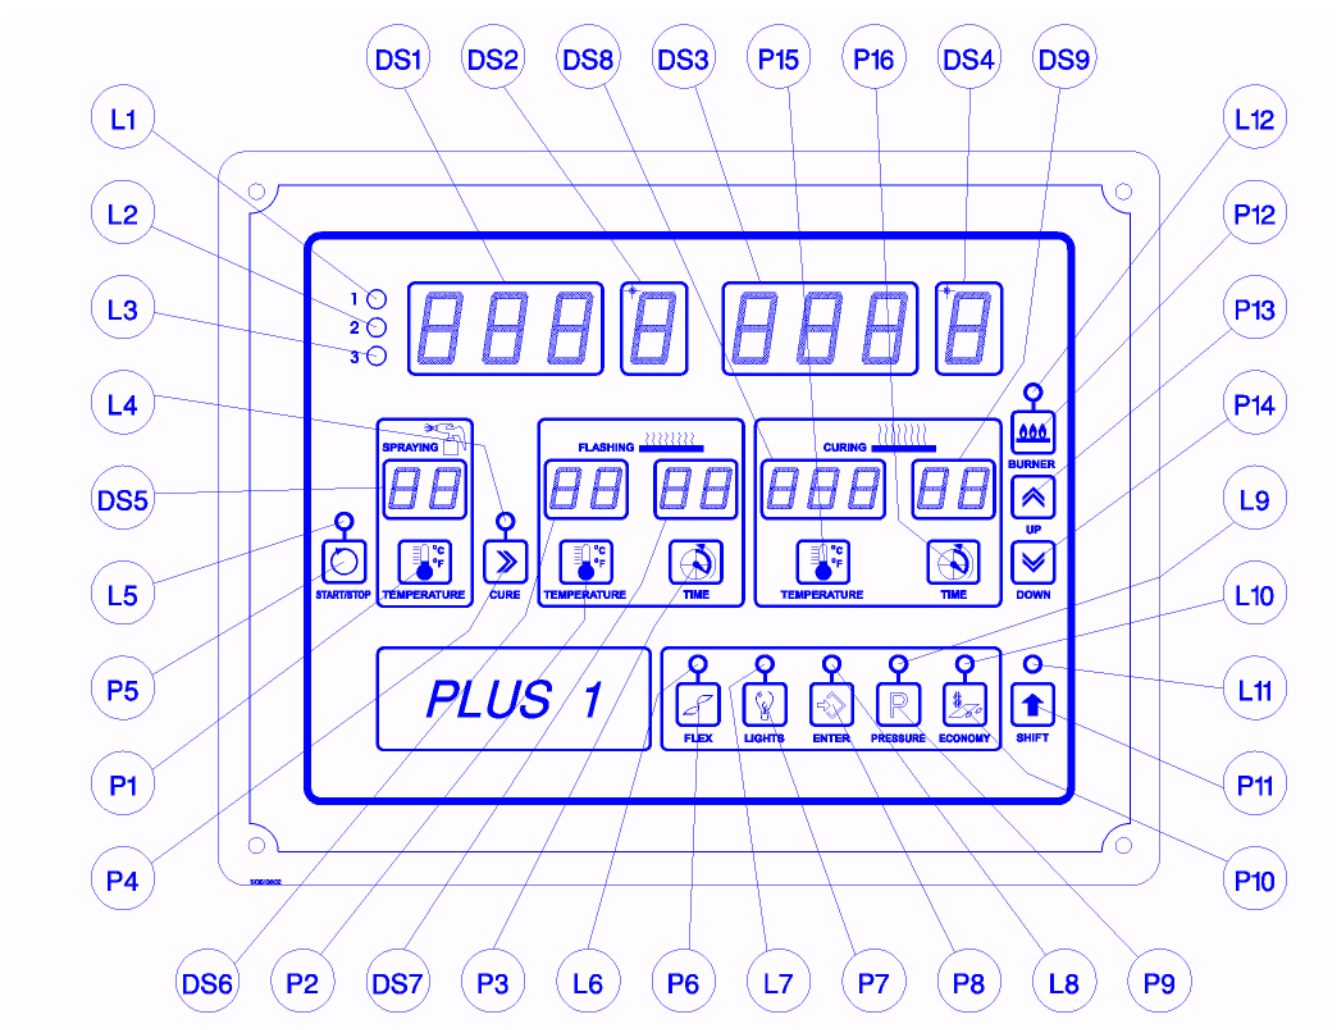 DS1 DS2 DS8 DS3 P15 P16 DS4 DS9
L1
L12
L2
P12
L3
1
2
3
P13
L4
P14
SPRAYING
FLASHING
CURING
BURNER
DS5
L9
UP
°C
°F
°C
°F
°C
°F
L5
START/STOP
TEMPERATURE
CURE
TEMPERATURE
TIME
TEMPERATURE
TIME
DOWN
L10
P5
PLUS 1
P
$
L11
FLEX
LIGHTS
ENTER
PRESSURE
ECONOMY
SHIFT
P1
P11
P4
P10
DS6 P2 DS7 P3 L6 P6 L7 P7 P8 L8 P9